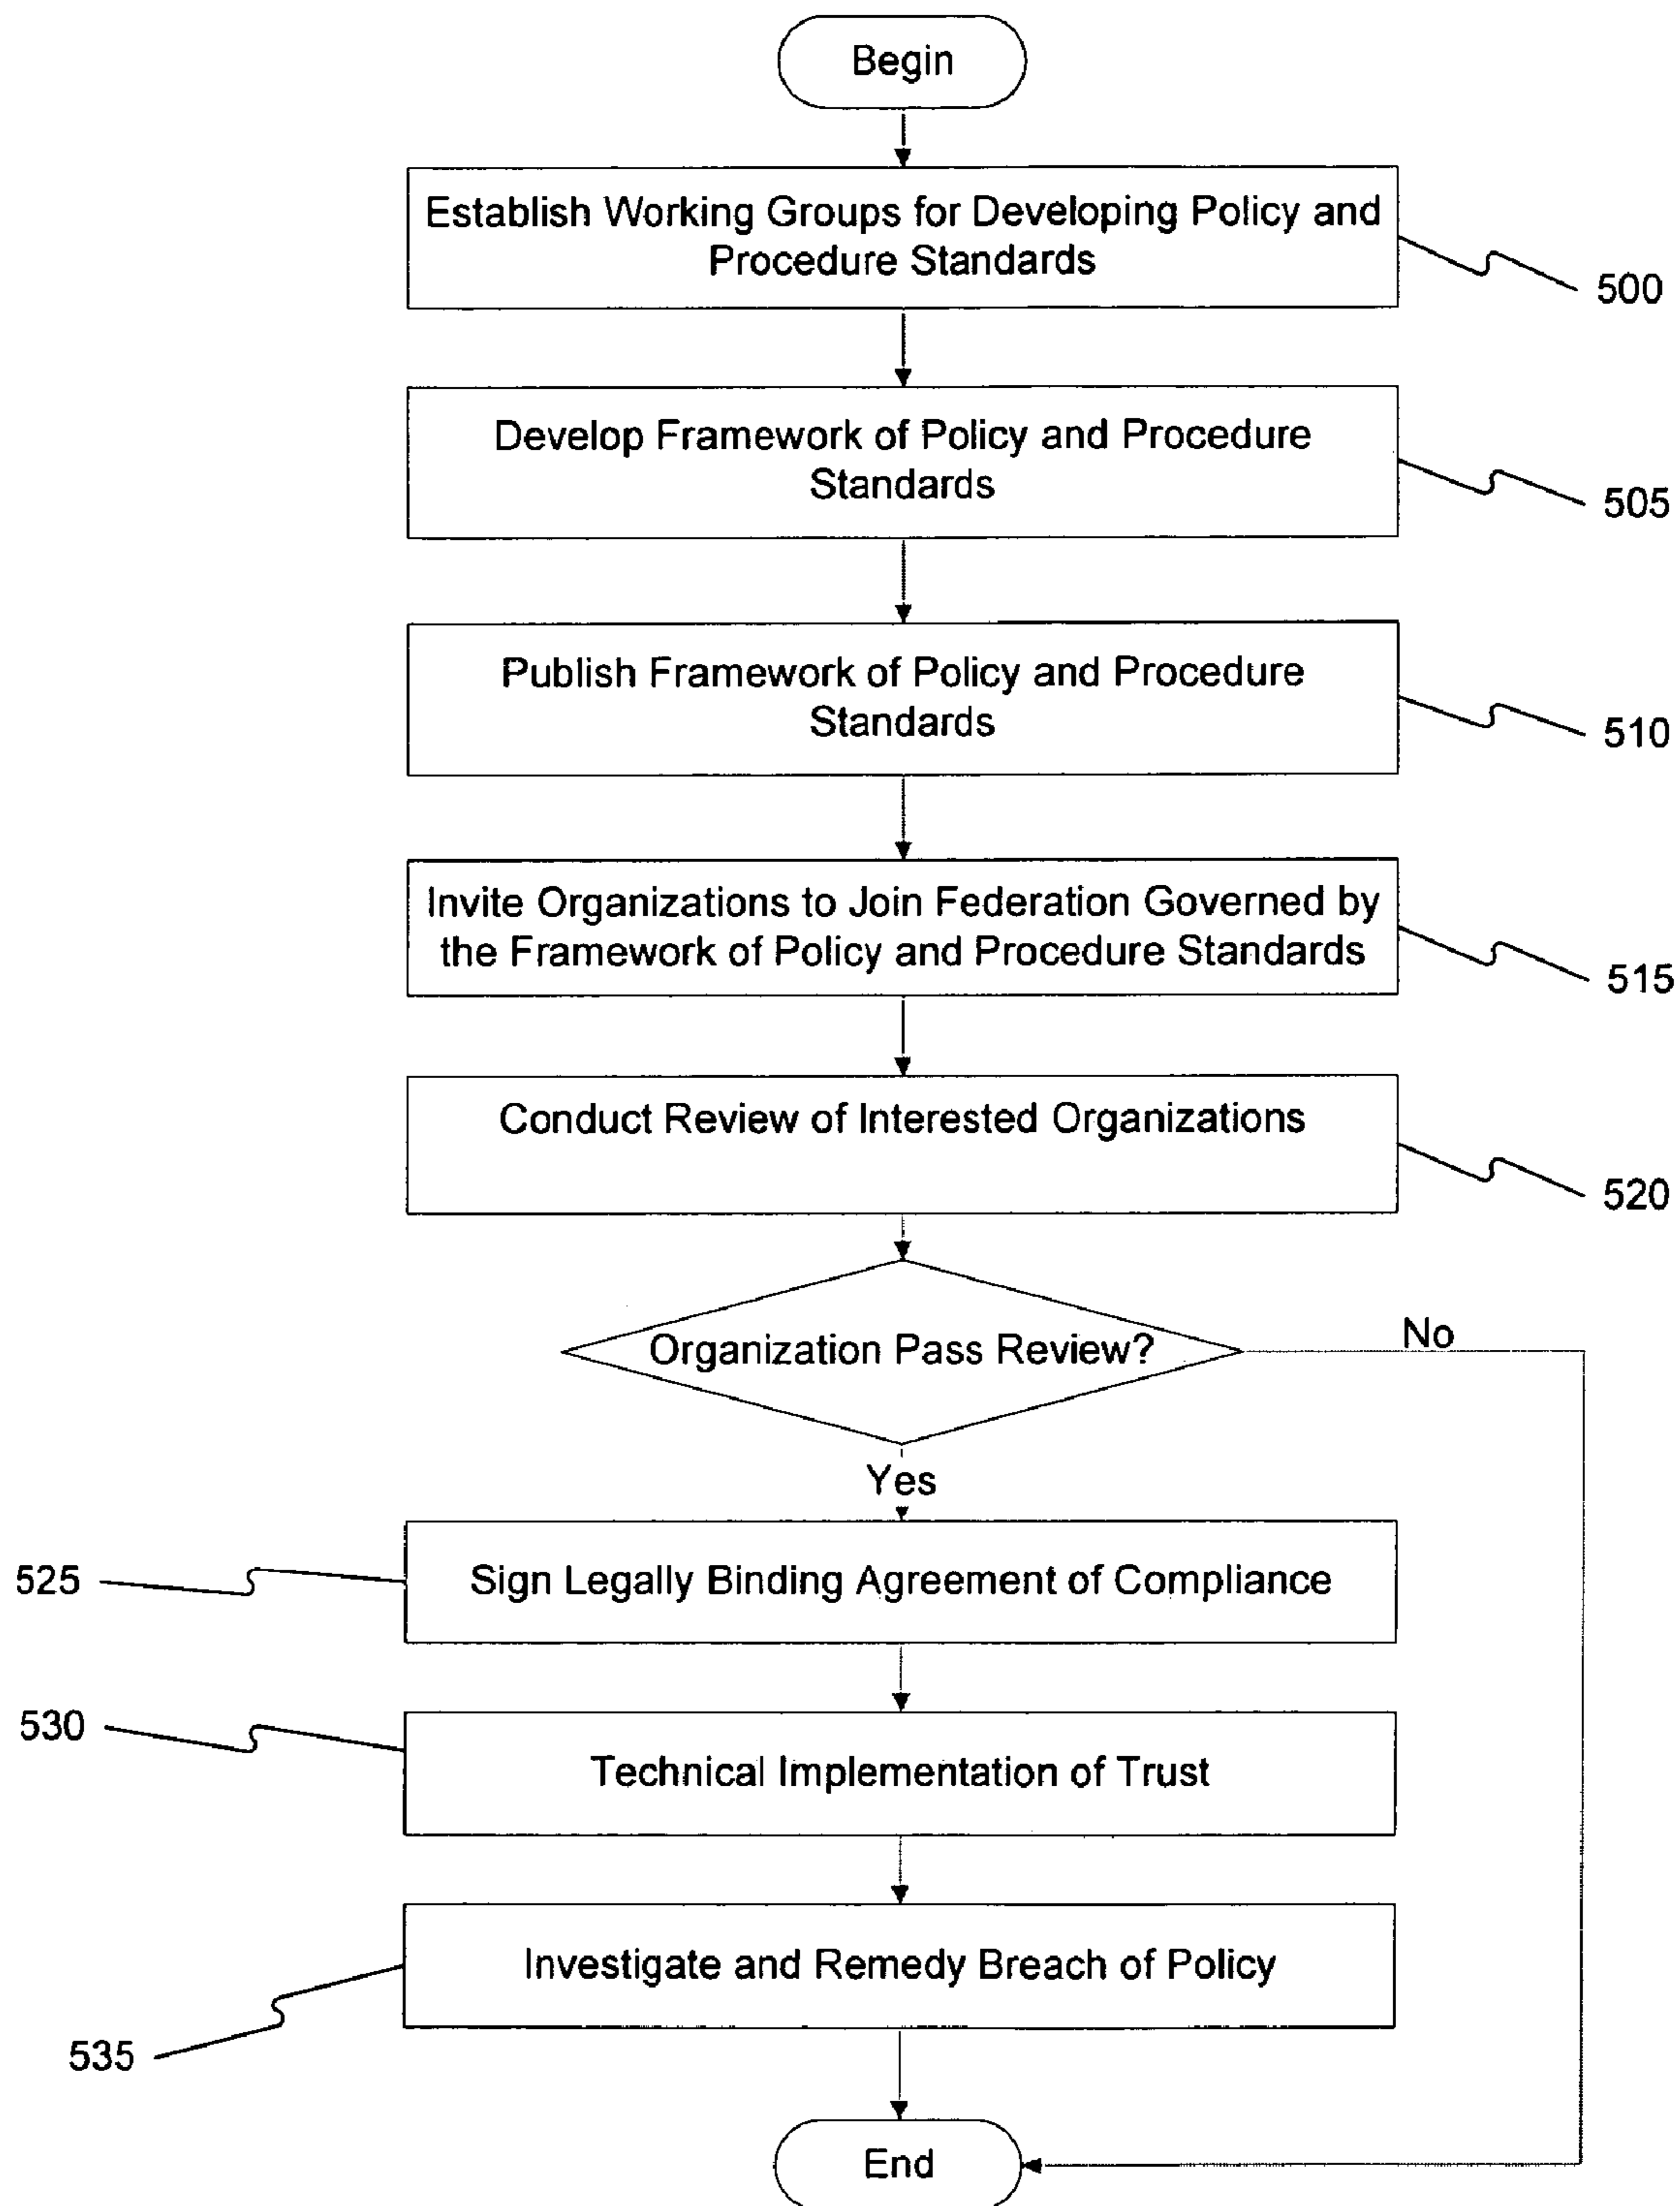 Begin
Establish Working Groups for Developing Policy and
Procedure Standards
500
Develop Framework of Policy and Procedure
Standards
505
Publish Framework of Policy and Procedure
Standards
510
Invite Organizations to Join Federation Governed by
the Framework of Policy and Procedure Standards
515
Conduct Review of Interested Organizations
520
Organization Pass Review?
No
Yes
525
Sign Legally Binding Agreement of Compliance
530
Technical Implementation of Trust
Investigate and Remedy Breach of Policy
535
End